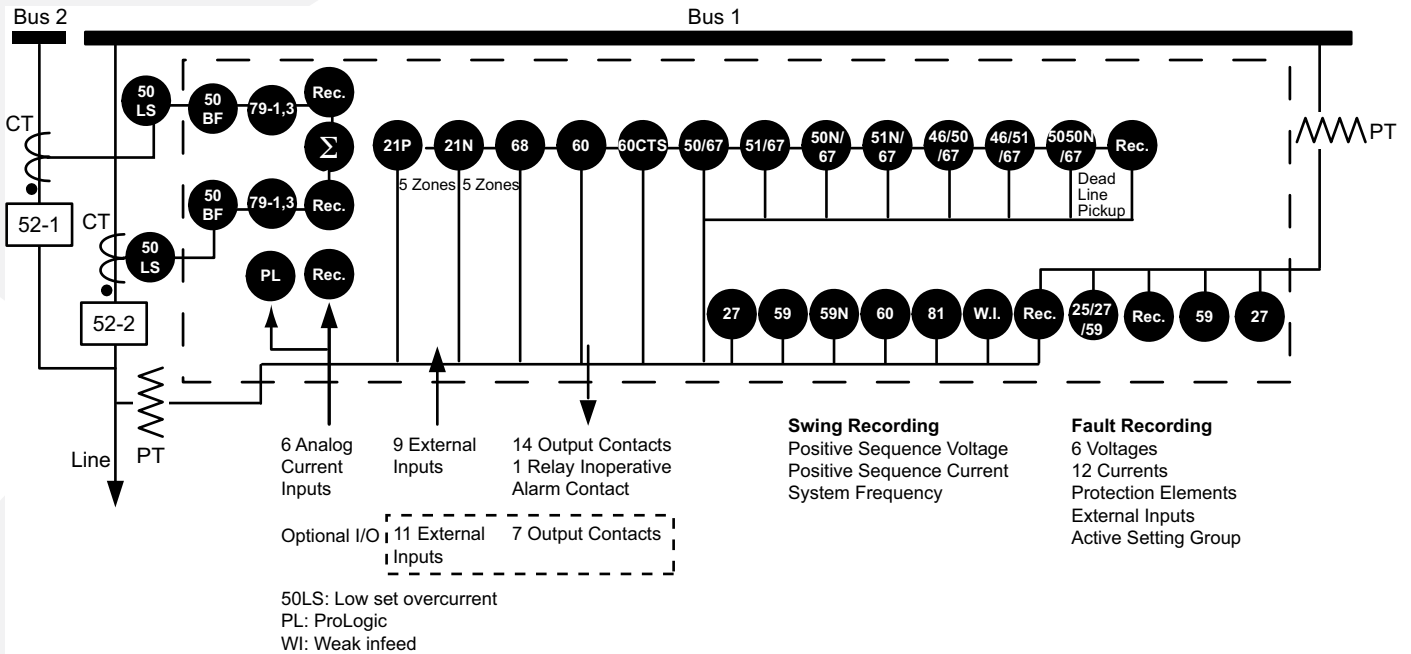 Bus 2
Bus 1
CT
50
LS
50
BF
79-1,3
Rec.
Σ
PT
21P
21N
68
60
60CTS
50/67
51/67
50N/
67
51N/
67
46/50
/67
46/51
/67
5050N
/67
Rec.
5 Zones
5 Zones
Dead
Line
Pickup
52-1
CT
50
LS
50
BF
79-1,3
Rec.
PL
Rec.
52-2
27
59
59N
60
81
W.I.
Rec.
25/27
/59
Rec.
59
27
Line
PT
6 Analog
Current
Inputs
9 External
Inputs
14 Output Contacts
1 Relay Inoperative
Alarm Contact
Swing Recording
Positive Sequence Voltage
Positive Sequence Current
System Frequency
Fault Recording
6 Voltages
12 Currents
Protection Elements
External Inputs
Active Setting Group
Optional I/O
11 External
Inputs
7 Output Contacts
50LS: Low set overcurrent
PL: ProLogic
WI: Weak infeed